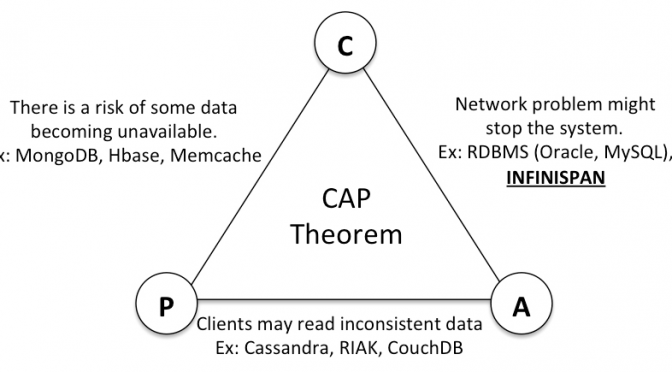 C
There is a risk of some data
becoming unavailable.
x: MongoDB, Hbase, Memcache
Network problem might
stop the system.
Ex: RDBMS (Oracle, MySQL),
INFINISPAN
CAP
Theorem
P
A
Clients may read inconsistent data
Ex: Cassandra, RIAK, CouchDB